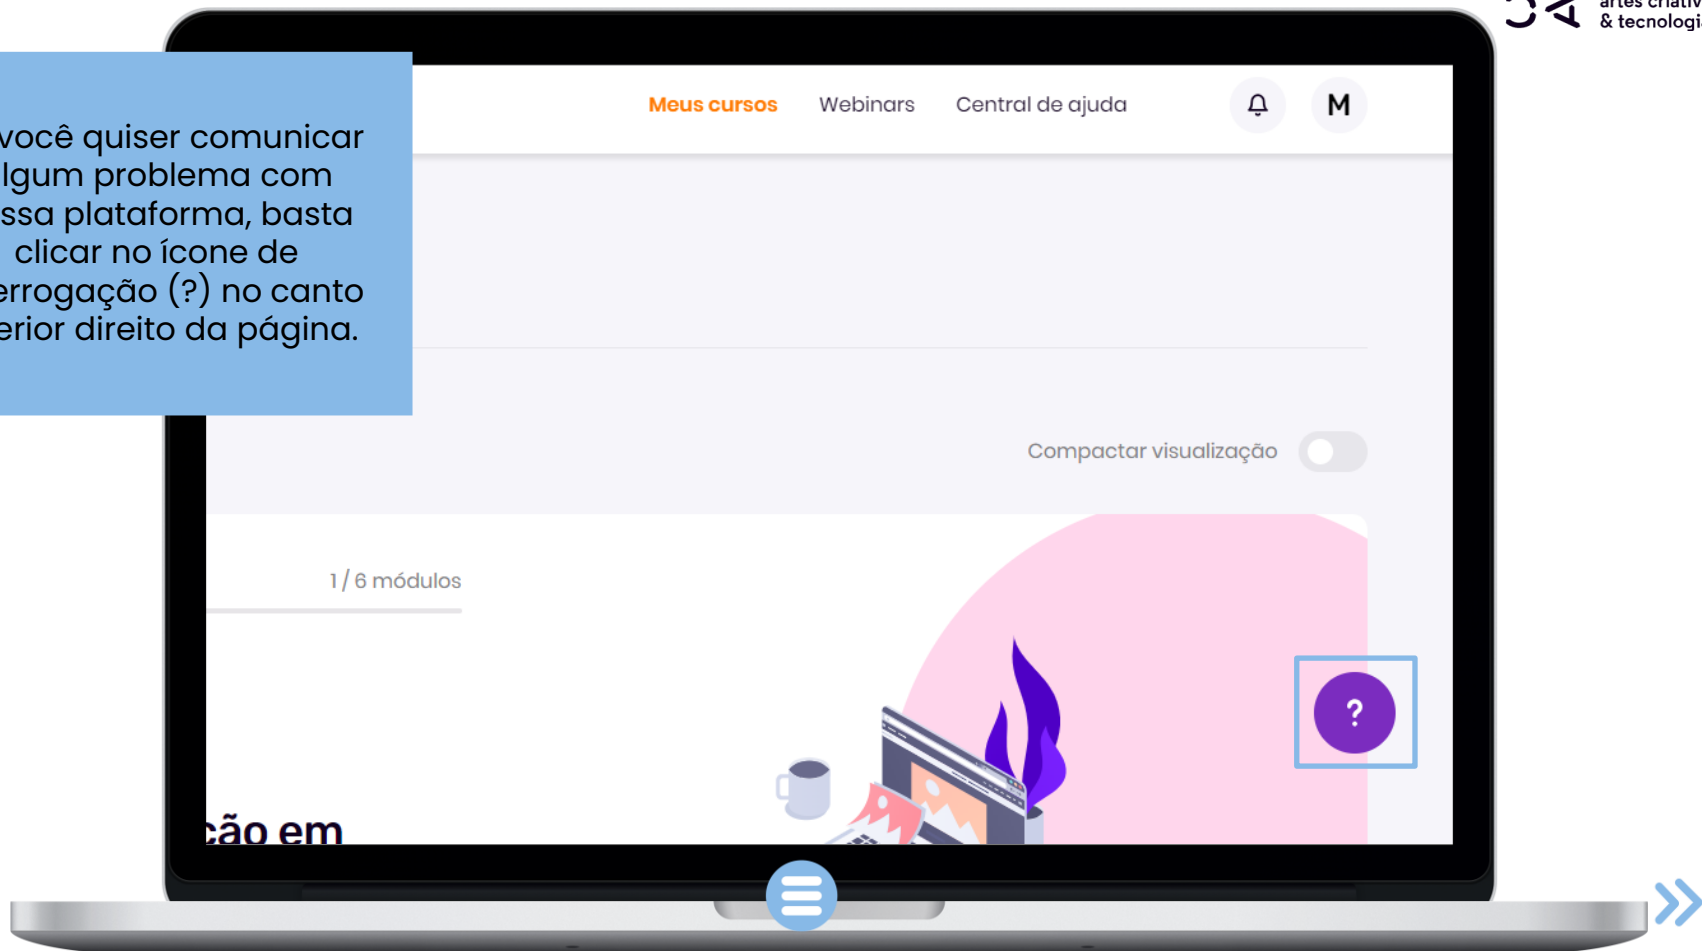 artes criativ
& tecnologi
Meus cursos Webinars Central de ajuda M
você quiser comunicar
lgum problema com
ssa plataforma, basta
clicar no ícone de
errogação (?) no canto
erior direito da página.
Compactar visualização
1 / 6 módulos
?
ção em